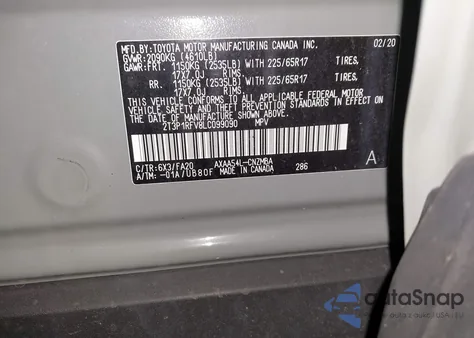 MFD. BY: TOYOTA MOTOR MANUFACTURING CANADA INC. 02/20
GVWR: 2090KG (4610LB)
GAWR: FRT. 1150KG (2535LB) WITH 225/65R17 TIRES,
17X7.0J RIMS,
RR. 1150KG (2535LB) WITH 225/65R17 TIRES,
17X7.0J RIMS,
THIS VEHICLE CONFORMS TO ALL APPLICABLE FEDERAL MOTOR
VEHICLE SAFETY AND THEFT PREVENTION STANDARDS IN
EFFECT ON THE DATE OF MANUFACTURE SHOWN ABOVE.
2T3P1RFV8LC099090 MPV
C/TR: 6X3/FA20 AXAA54L-CNZMBA A
A/TM: -01A/UB80F MADE IN CANADA 286
autoSnap